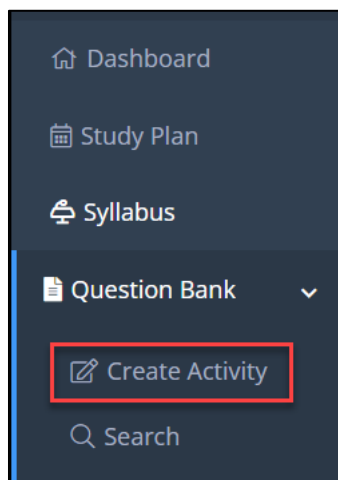 Dashboard
Study Plan
Syllabus
Question Bank
Create Activity
Search